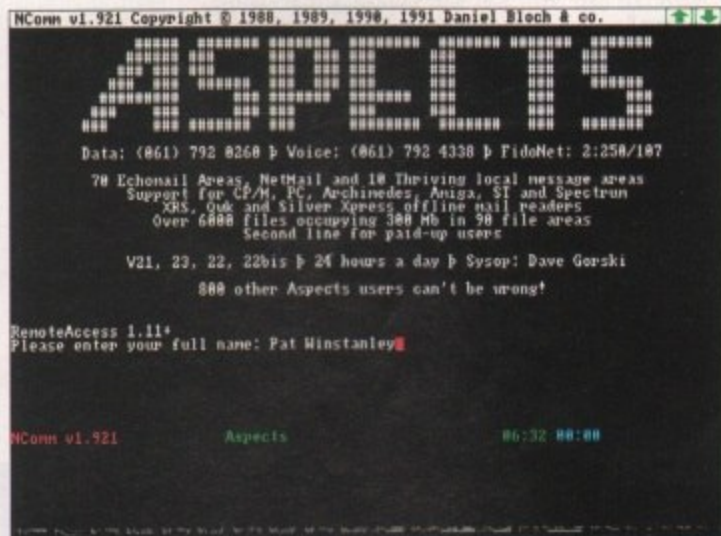 NComm v1.921 Copyright © 1988, 1989, 1990, 1991 Daniel Bloch & co.
ASPECTS
Data: (061) 792 0260 þ Voice: (061) 792 4338 þ FidoNet: 2:250/107
70 Echomail Areas, NetMail and 10 Thriving local message areas
Support for CP/M, PC, Archimedes, Amiga, ST and Spectrum
XRS, Qwk and Silver Xpress offline mail readers
Over 6000 files occupying 300 Mb in 90 file areas
Second line for paid-up users
V21, 23, 22, 22bis þ 24 hours a day þ Sysop: Dave Gorski
800 other Aspects users can't be wrong!
RemoteAccess 1.11+
Please enter your full name: Pat Winstanley
NComm v1.921 Aspects 06:32 00:00